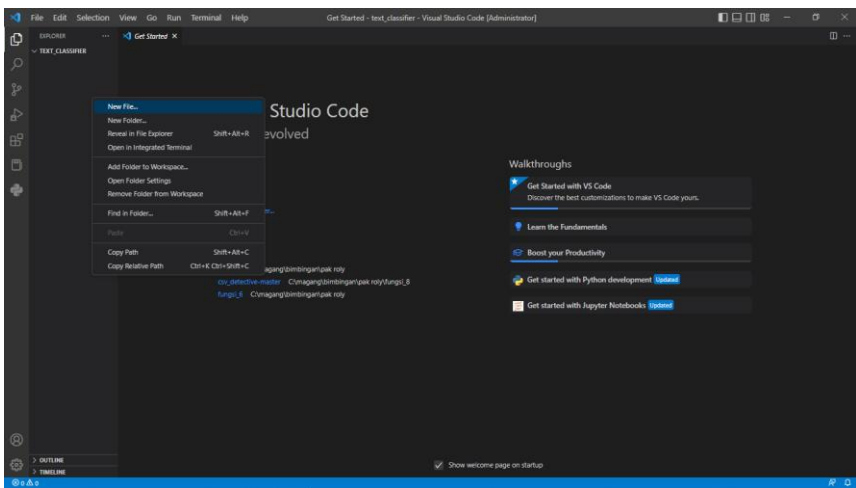 File Edit Selection View Go Run Terminal Help
Get Started - text_classifier - Visual Studio Code [Administrator]
EXPLORER
Get Started
TEXT_CLASSIFIER
New File...
New Folder...
Reveal in File Explorer Shift+Alt+R
Open in Integrated Terminal
Add Folder to Workspace...
Open Folder Settings
Remove Folder from Workspace
Find in Folder... Shift+Alt+F
Paste Ctrl+V
Copy Path Shift+Alt+C
Copy Relative Path Ctrl+K Ctrl+Shift+C
Studio Code
evolved
agang\bimbingan\pak roly
csv_detective-master C:\magang\bimbingan\pak roly\fungsi_8
fungsi_6 C:\magang\bimbingan\pak roly
Walkthroughs
Get Started with VS Code
Discover the best customizations to make VS Code yours.
Learn the Fundamentals
Boost your Productivity
Get started with Python development Updated
Get started with Jupyter Notebooks Updated
Show welcome page on startup
OUTLINE
TIMELINE
0 0